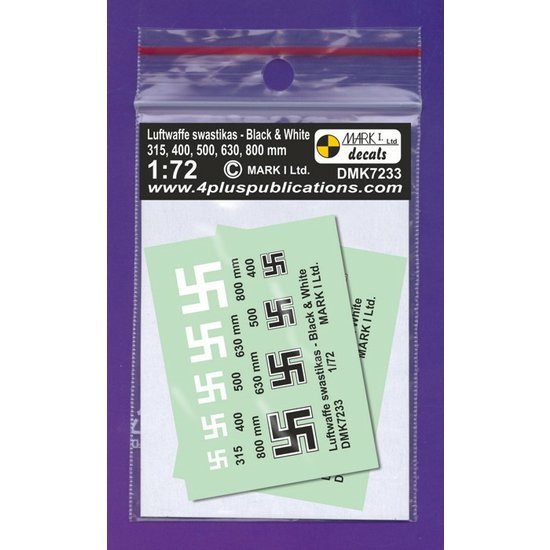 Luftwaffe swastikas - Black & White
315, 400, 500, 630, 800 mm
1:72 © MARK I Ltd.
MARK I. Ltd
decals
DMK7233
www.4pluspublications.com
800 mm
630 mm
500
400
315
400
500
630 mm
800 mm
Luftwaffe swastikas - Black & White
1/72 MARK I Ltd.
DMK7233
MARK I Ltd.